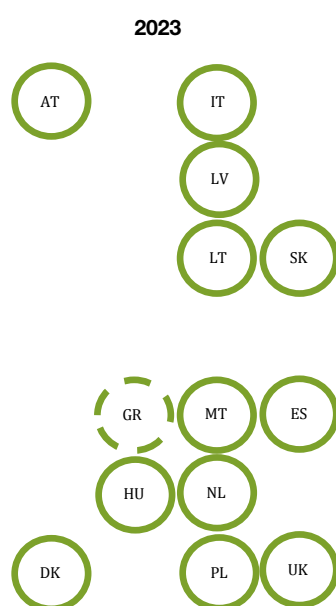 2023
AT IT
LV
LT SK
GR MT ES
HU NL
DK PL UK